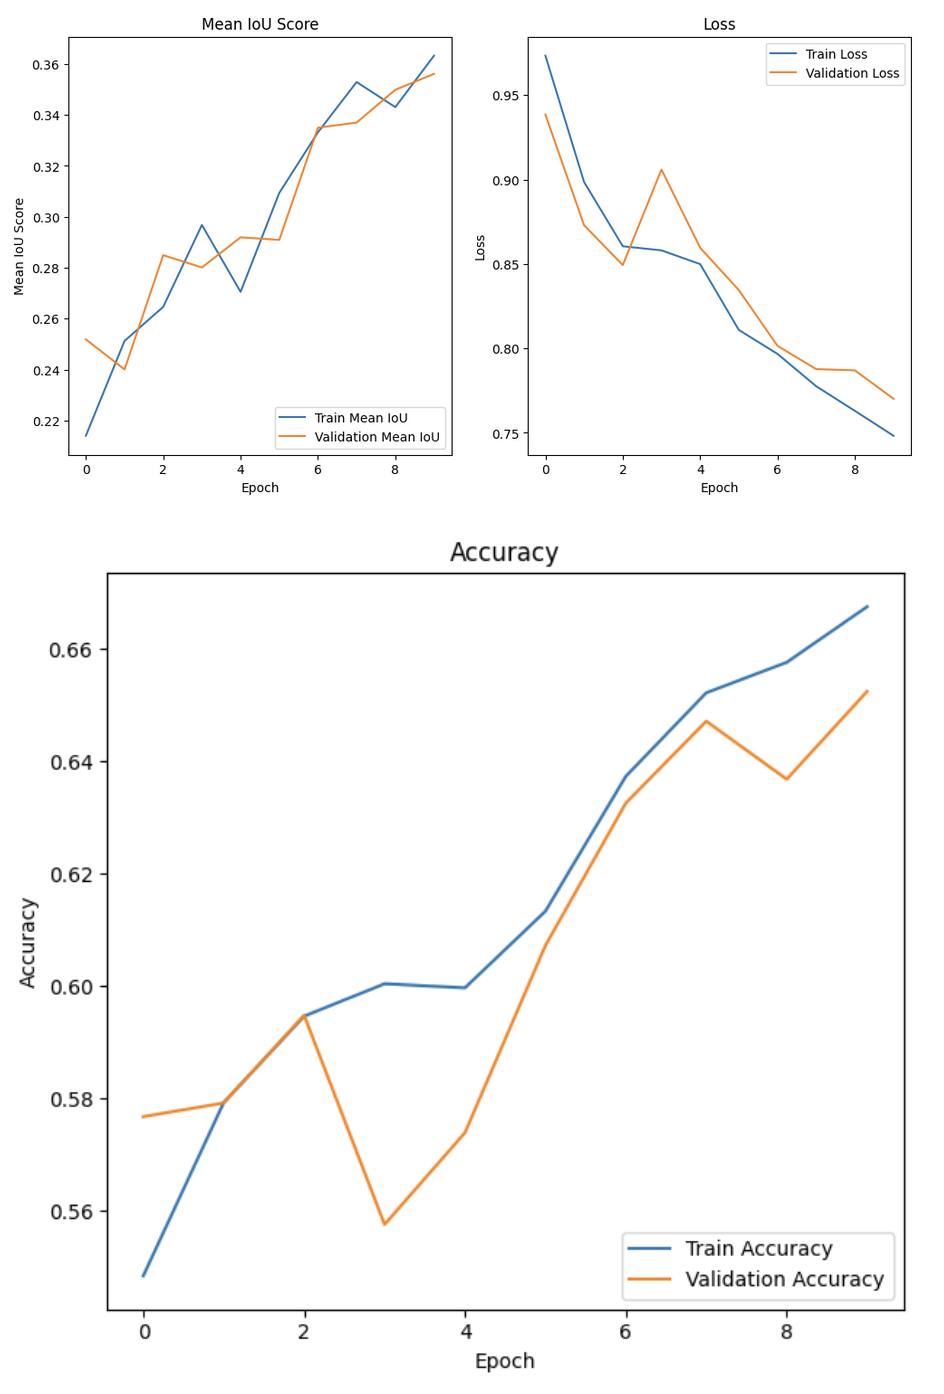 Mean IoU Score
Mean IoU Score
0.36
0.34
0.32
0.30
0.28
0.26
0.24
0.22
Train Mean IoU
Validation Mean IoU
0 2 4 6 8
Epoch
Loss
Loss
0.95
0.90
0.85
0.80
0.75
Train Loss
Validation Loss
0 2 4 6 8
Epoch
Accuracy
Accuracy
0.66
0.64
0.62
0.60
0.58
0.56
Train Accuracy
Validation Accuracy
0 2 4 6 8
Epoch